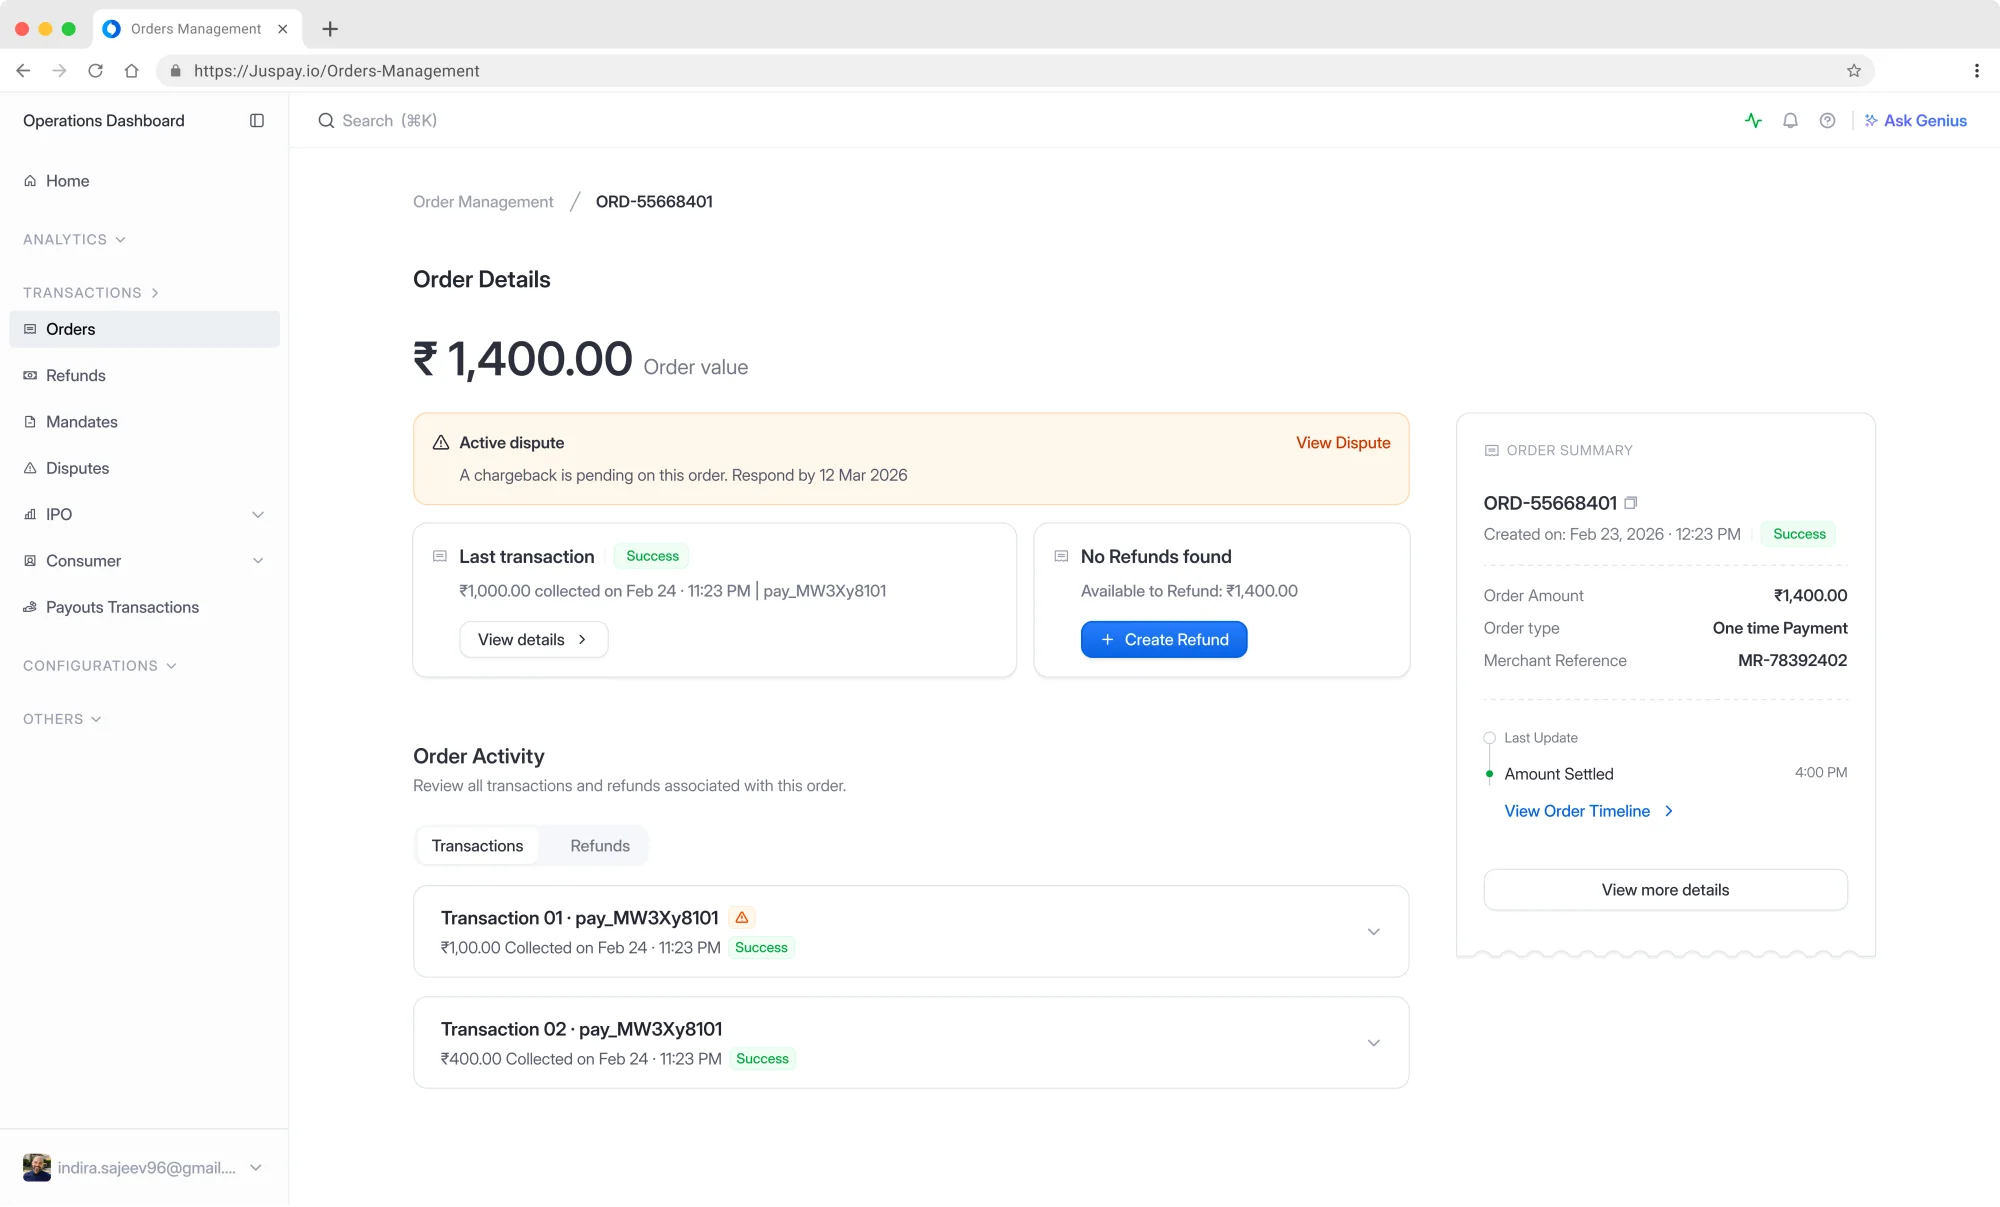 Orders Management
https://Juspay.io/Orders-Management
Operations Dashboard
Search (⌘K)
Ask Genius
Home
ANALYTICS
TRANSACTIONS
Orders
Refunds
Mandates
Disputes
IPO
Consumer
Payouts Transactions
CONFIGURATIONS
OTHERS
indira.sajeev96@gmail....
Order Management / ORD-55668401
Order Details
₹ 1,400.00 Order value
Active dispute
View Dispute
A chargeback is pending on this order. Respond by 12 Mar 2026
Last transaction Success
₹1,000.00 collected on Feb 24 · 11:23 PM | pay_MW3Xy8101
View details
No Refunds found
Available to Refund: ₹1,400.00
+ Create Refund
Order Activity
Review all transactions and refunds associated with this order.
Transactions Refunds
Transaction 01 · pay_MW3Xy8101
₹1,00.00 Collected on Feb 24 · 11:23 PM Success
Transaction 02 · pay_MW3Xy8101
₹400.00 Collected on Feb 24 · 11:23 PM Success
ORDER SUMMARY
ORD-55668401
Created on: Feb 23, 2026 · 12:23 PM Success
Order Amount ₹1,400.00
Order type One time Payment
Merchant Reference MR-78392402
Last Update
Amount Settled 4:00 PM
View Order Timeline
View more details